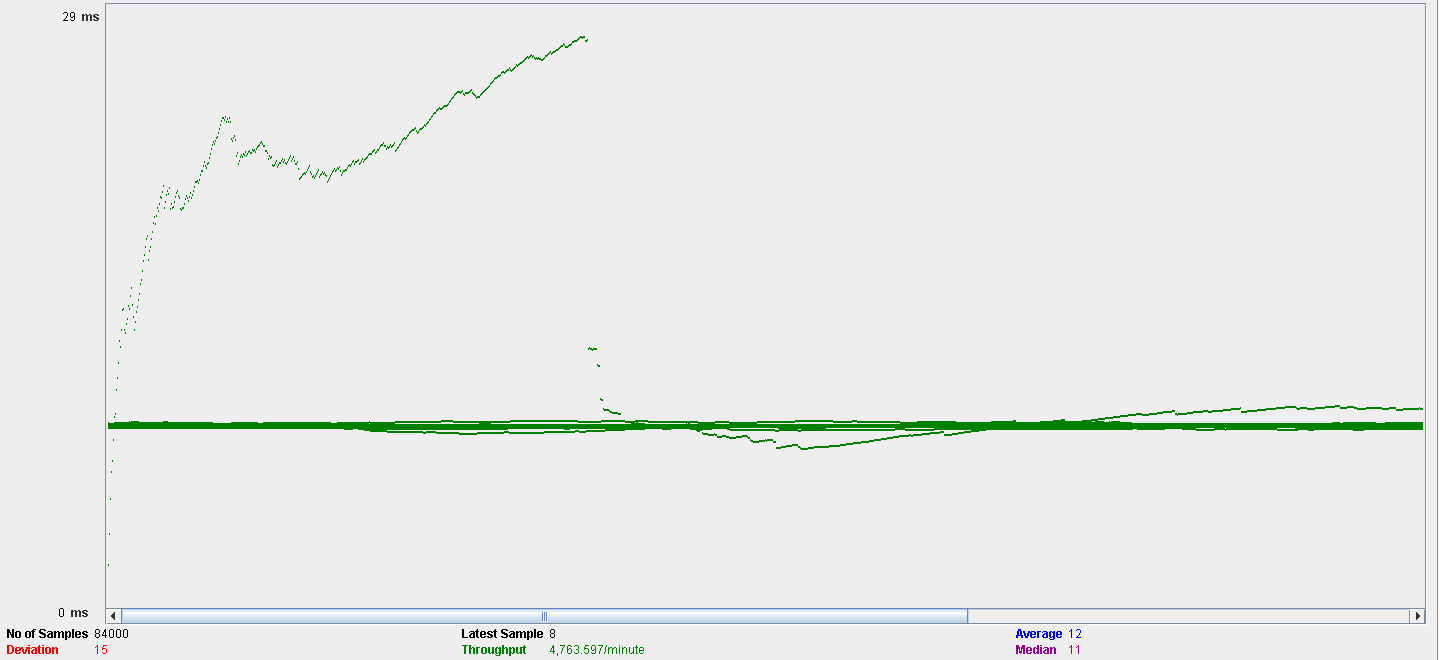 29 ms
0 ms
No of Samples 84000 Latest Sample 8 Average 12
Deviation 15 Throughput 4,763.597/minute Median 11